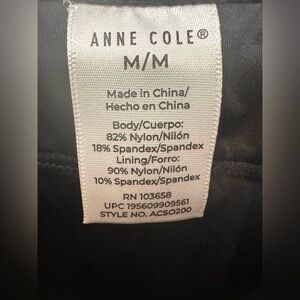 ANNE COLE®
M/M
Made in China/
Hecho en China
Body/Cuerpo:
82% Nylon/Nilón
18% Spandex/Spandex
Lining/Forro:
90% Nylon/Nilón
10% Spandex/Spandex
RN 103658
UPC 195609909561
STYLE NO. ACSO200